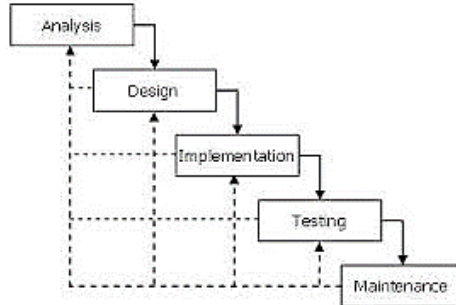 Analysis
Design
Implementation
Testing
Maintenance